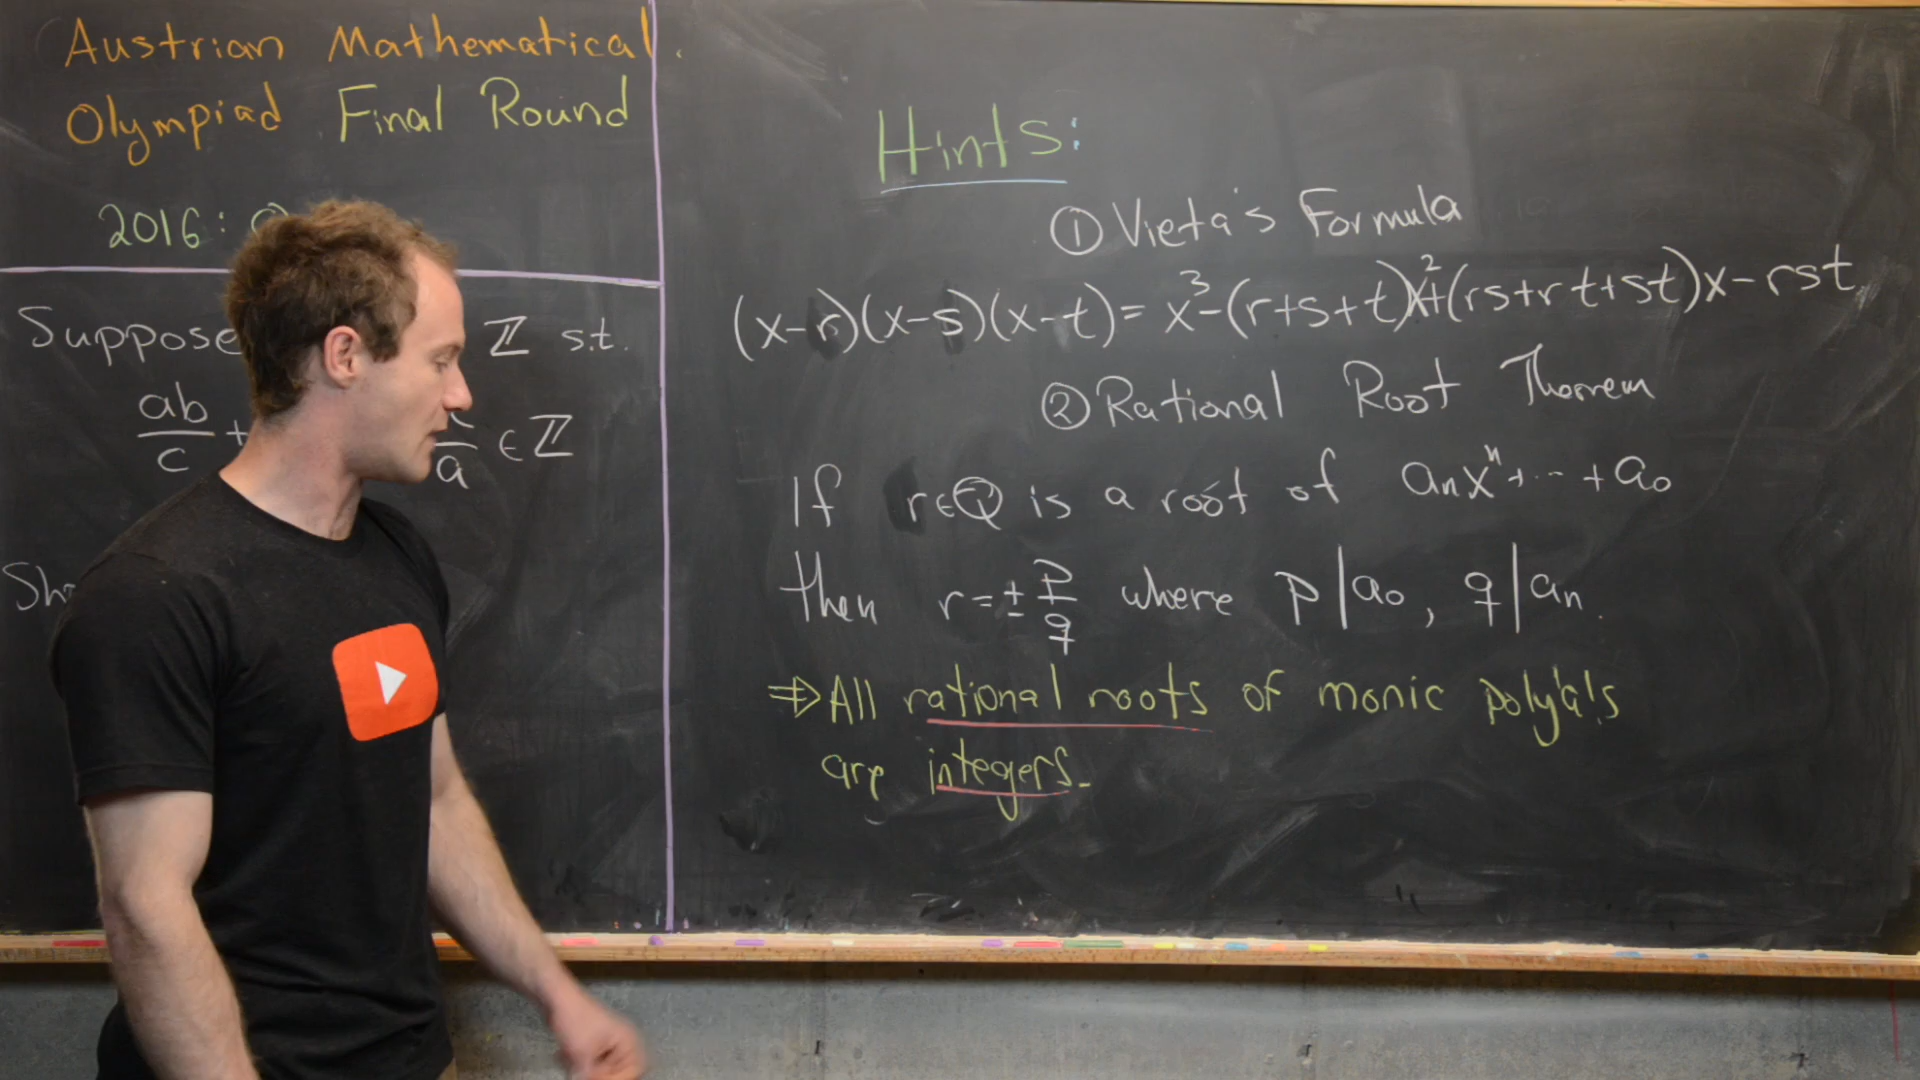 Austrian Mathematical
Olympiad Final Round
2016:
Suppose ℤ s.t.
ab/c + /a ∈ ℤ
Sh
Hints:
① Vieta's Formula
(x-r)(x-s)(x-t)= x³-(r+s+t)x²+(rs+rt+st)x-rst
② Rational Root Theorem
If r∈ℚ is a root of aₙxⁿ+⋯+a₀
then r=±p/q where p|a₀, q|aₙ.
⇒ All rational roots of monic poly'als
are integers.